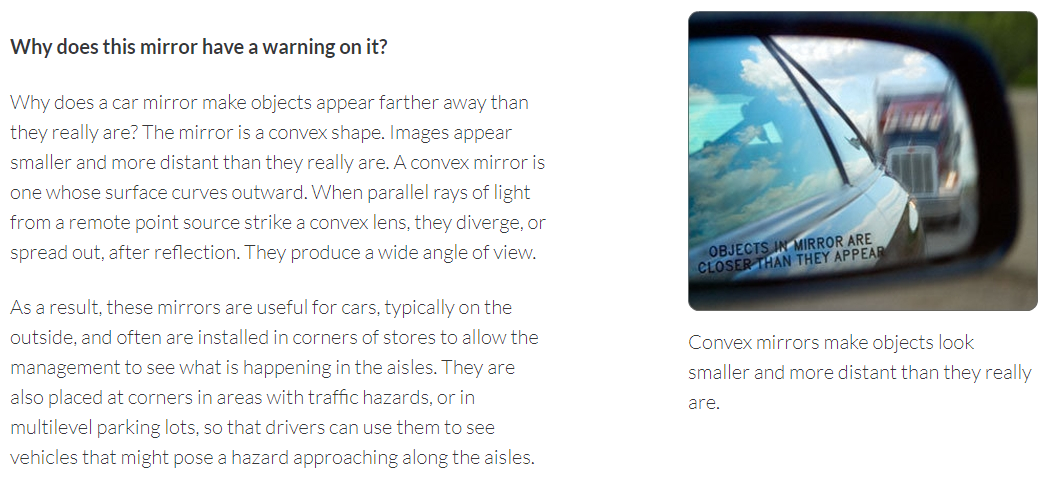 Why does this mirror have a warning on it?
Why does a car mirror make objects appear farther away than
they really are? The mirror is a convex shape. Images appear
smaller and more distant than they really are. A convex mirror is
one whose surface curves outward. When parallel rays of light
from a remote point source strike a convex lens, they diverge, or
spread out, after reflection. They produce a wide angle of view.
As a result, these mirrors are useful for cars, typically on the
outside, and often are installed in corners of stores to allow the
management to see what is happening in the aisles. They are
also placed at corners in areas with traffic hazards, or in
multilevel parking lots, so that drivers can use them to see
vehicles that might pose a hazard approaching along the aisles.
OBJECTS IN MIRROR ARE
CLOSER THAN THEY APPEAR
Convex mirrors make objects look
smaller and more distant than they really
are.